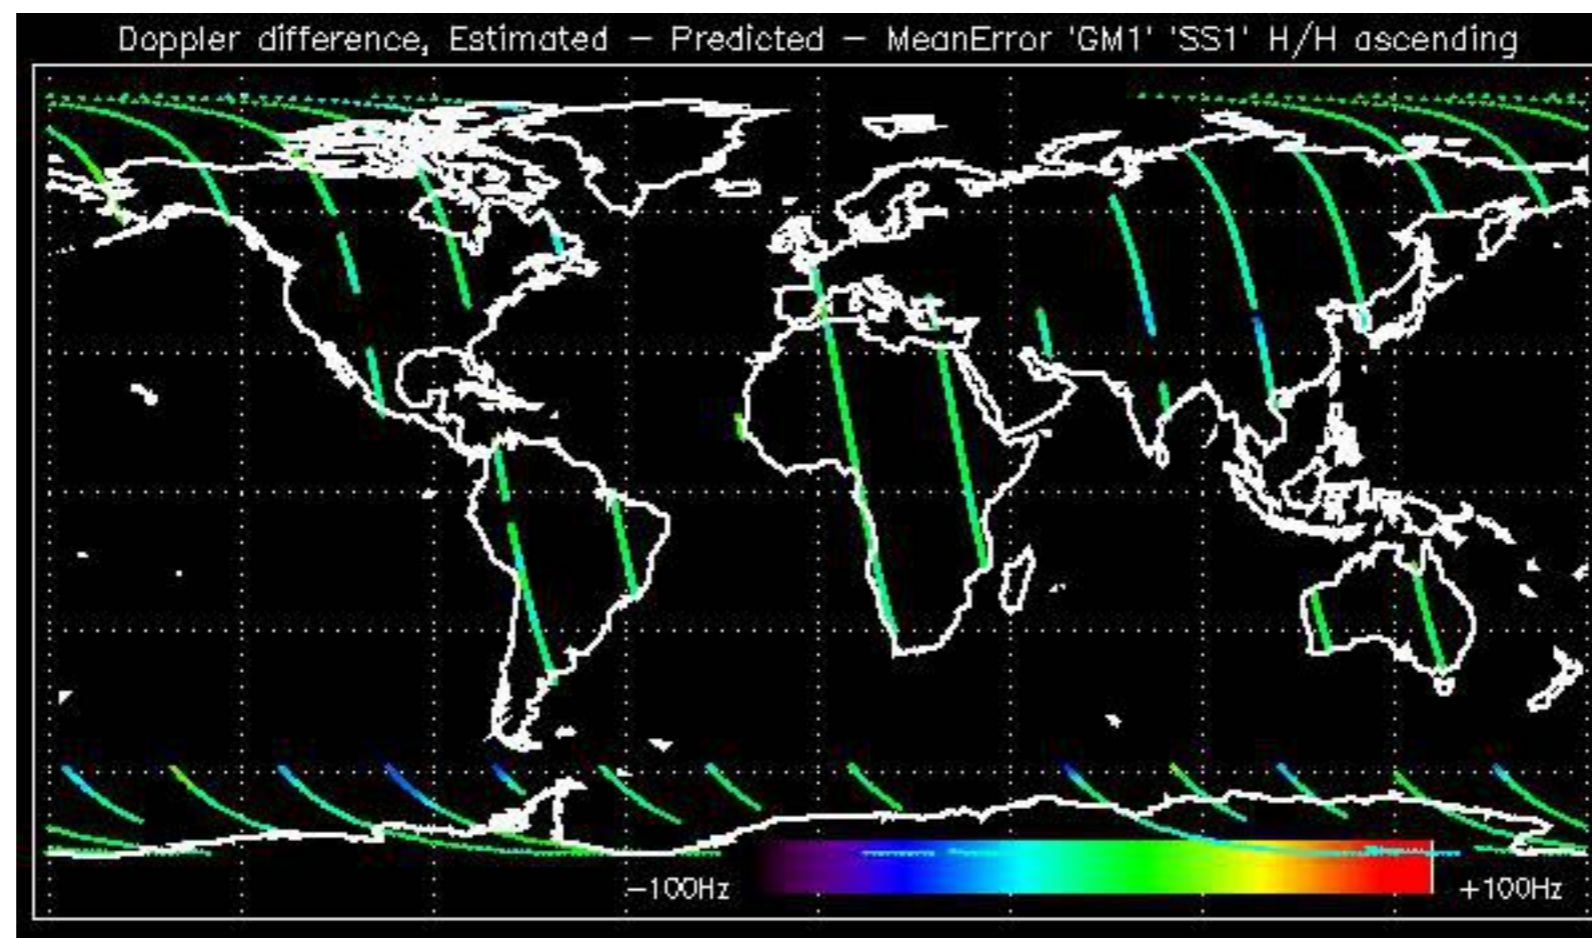 Doppler difference, Estimated – Predicted – MeanError 'GM1' 'SS1' H/H ascending
–100Hz
+100Hz